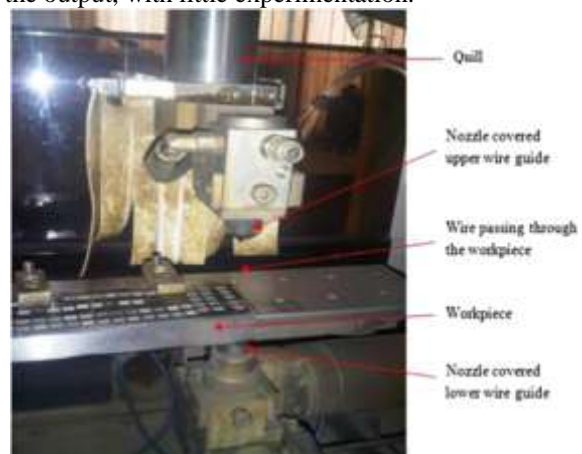 the output, with little experimentation.
Quill
Nozzle covered
upper wire guide
Wire passing through
the workpiece
Workpiece
Nozzle covered
lower wire guide